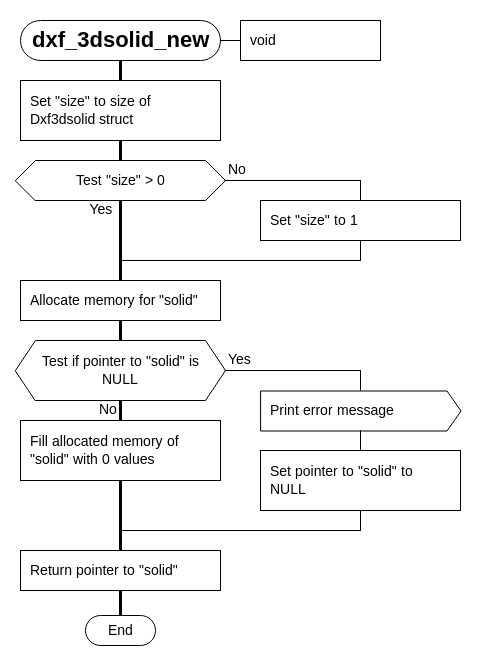 dxf_3dsolid_new
void
Set "size" to size of
Dxf3dsolid struct
Test "size" > 0
No
Yes
Set "size" to 1
Allocate memory for "solid"
Test if pointer to "solid" is
NULL
Yes
No
Print error message
Fill allocated memory of
"solid" with 0 values
Set pointer to "solid" to
NULL
Return pointer to "solid"
End